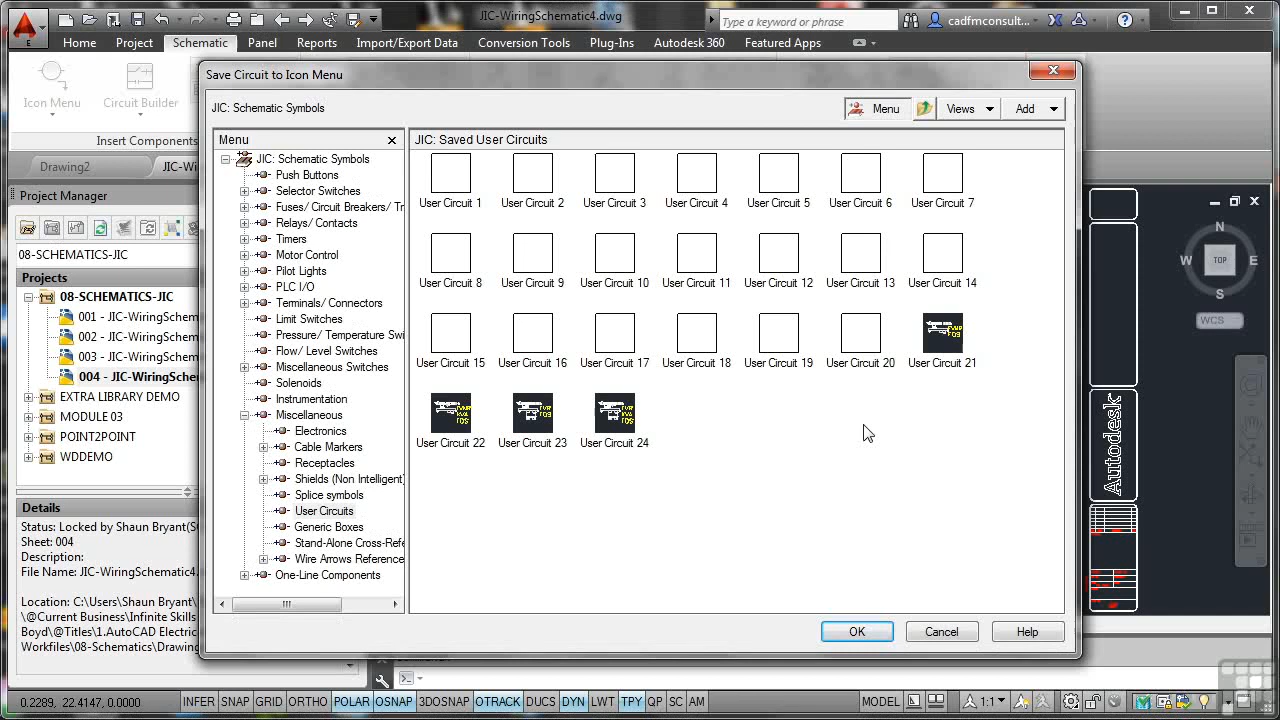 JIC-WiringSchematic4.dwg
Type a keyword or phrase
cadfmconsult...
Home Project Schematic Panel Reports Import/Export Data Conversion Tools Plug-Ins Autodesk 360 Featured Apps
Icon Menu
Circuit Builder
Insert Components
Drawing2
JIC-Wi
Project Manager
08-SCHEMATICS-JIC
Projects
08-SCHEMATICS-JIC
001 - JIC-WiringSchem
002 - JIC-WiringSchem
003 - JIC-WiringSchem
004 - JIC-WiringSche
EXTRA LIBRARY DEMO
MODULE 03
POINT2POINT
WDDEMO
Details
Status: Locked by Shaun Bryant(S
Sheet: 004
Description:
File Name: JIC-WiringSchematic4.
Location: C:\Users\Shaun Bryant\
\@Current Business\Infinite Skills
Boyd\@Titles\1.AutoCAD Electric
Workfiles\08-Schematics\Drawing
Save Circuit to Icon Menu
JIC: Schematic Symbols
Menu
Views
Add
Menu
JIC: Schematic Symbols
Push Buttons
Selector Switches
Fuses/ Circuit Breakers/ Tr
Relays/ Contacts
Timers
Motor Control
Pilot Lights
PLC I/O
Terminals/ Connectors
Limit Switches
Pressure/ Temperature Swi
Flow/ Level Switches
Miscellaneous Switches
Solenoids
Instrumentation
Miscellaneous
Electronics
Cable Markers
Receptacles
Shields (Non Intelligent)
Splice symbols
User Circuits
Generic Boxes
Stand-Alone Cross-Refe
Wire Arrows Reference
One-Line Components
JIC: Saved User Circuits
User Circuit 1 User Circuit 2 User Circuit 3 User Circuit 4 User Circuit 5 User Circuit 6 User Circuit 7
User Circuit 8 User Circuit 9 User Circuit 10 User Circuit 11 User Circuit 12 User Circuit 13 User Circuit 14
User Circuit 15 User Circuit 16 User Circuit 17 User Circuit 18 User Circuit 19 User Circuit 20 User Circuit 21
User Circuit 22 User Circuit 23 User Circuit 24
OK
Cancel
Help
N
W TOP E
S
WCS
Autodesk
0.2289, 22.4147, 0.0000
INFER SNAP GRID ORTHO POLAR OSNAP 3DOSNAP OTRACK DUCS DYN LWT TPY QP SC AM
MODEL
1:1